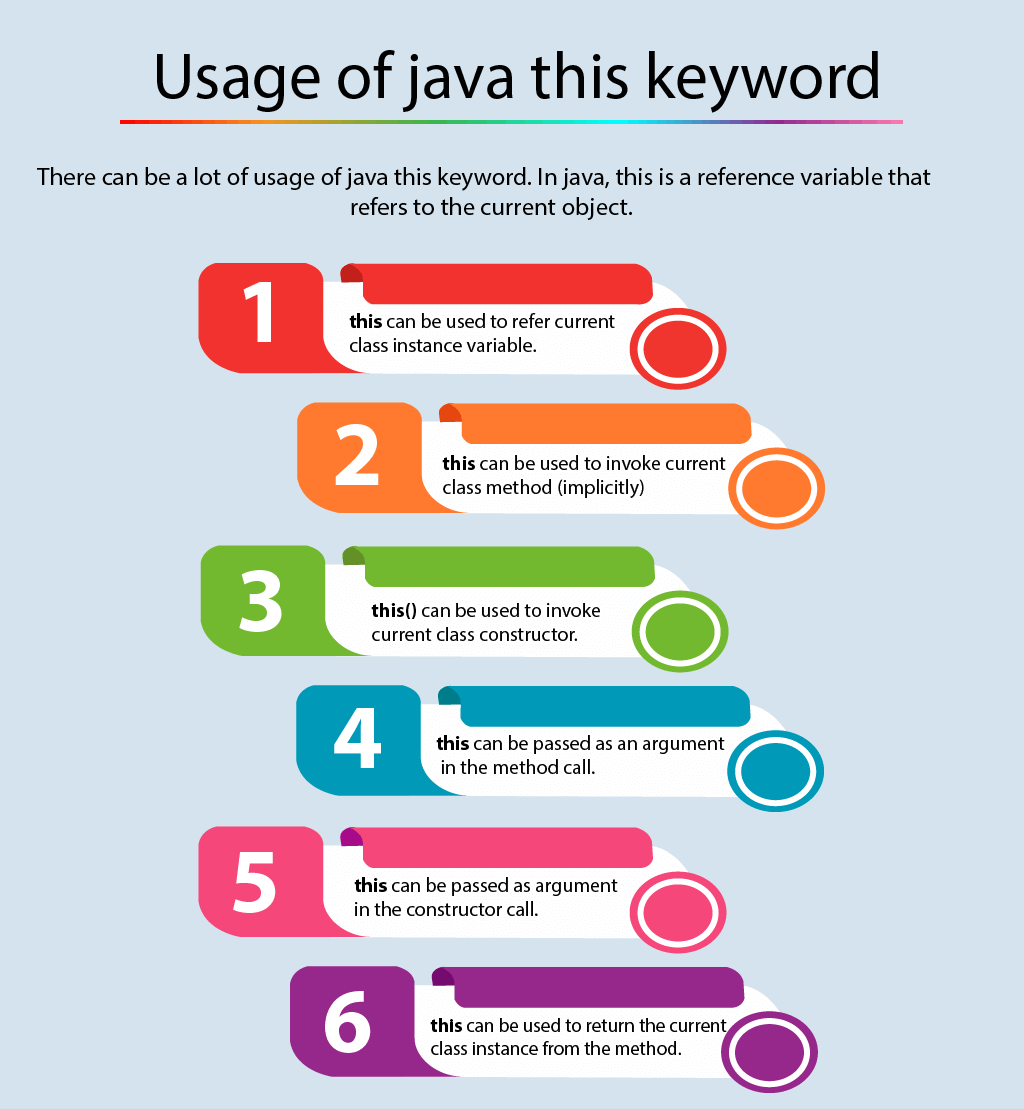 Usage of java this keyword
There can be a lot of usage of java this keyword. In java, this is a reference variable that
refers to the current object.
1
this can be used to refer current
class instance variable.
2
this can be used to invoke current
class method (implicitly)
3
this() can be used to invoke
current class constructor.
4
this can be passed as an argument
in the method call.
5
this can be passed as argument
in the constructor call.
6
this can be used to return the current
class instance from the method.